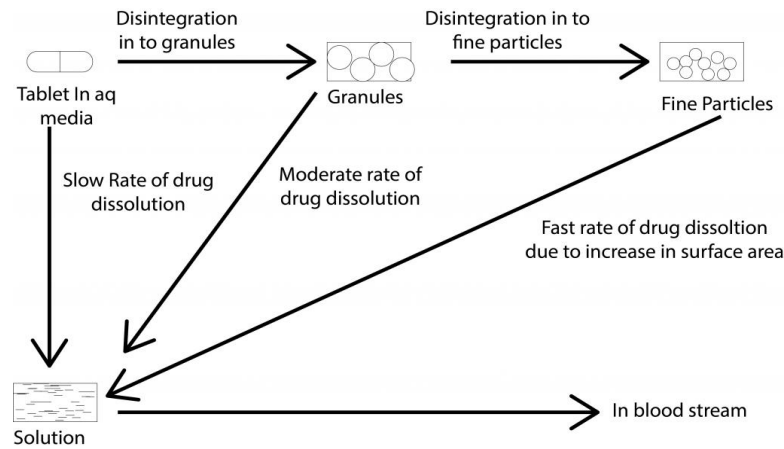 Disintegration
in to granules
Disintegration in to
fine particles
Tablet In aq
media
Granules
Fine Particles
Slow Rate of drug
dissolution
Moderate rate of
drug dissolution
Fast rate of drug dissoltion
due to increase in surface area
In blood stream
Solution